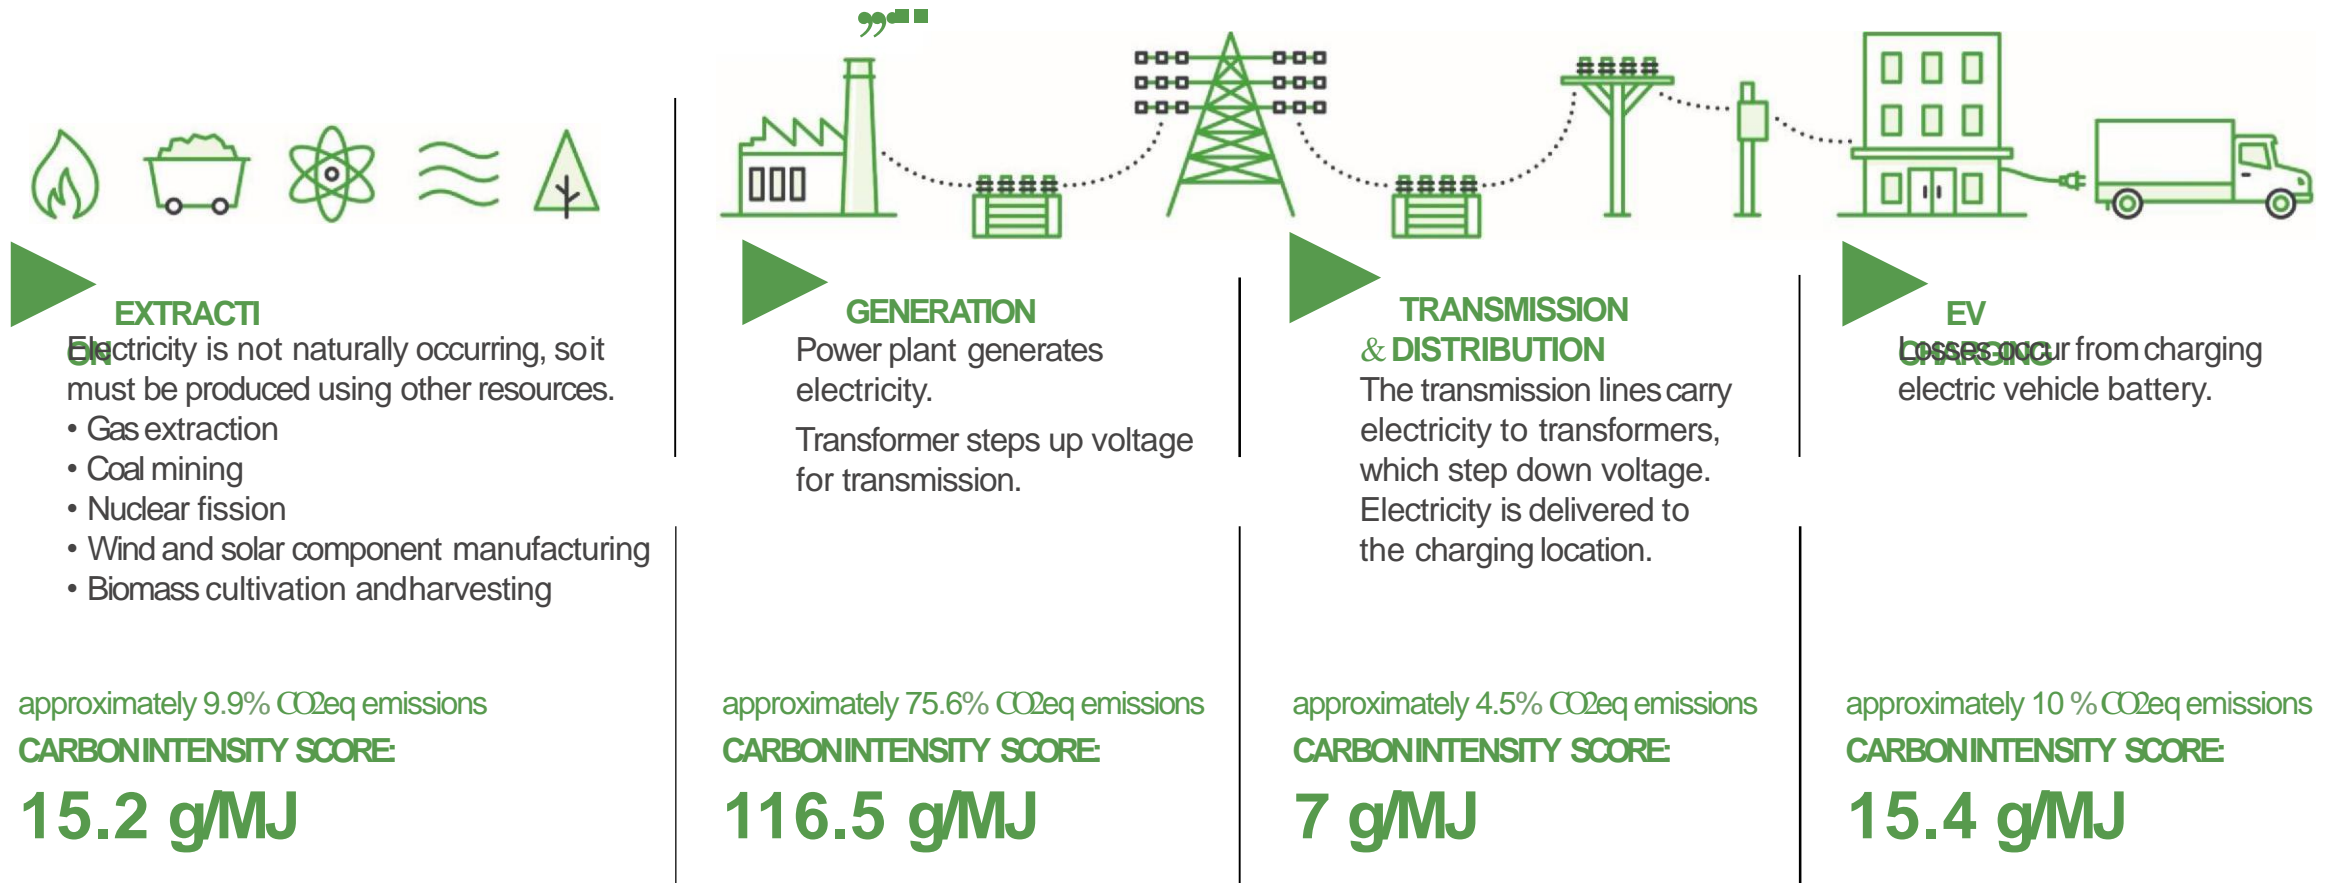 EXTRACTI
ON
Electricity is not naturally occurring, so it
must be produced using other resources.
• Gas extraction
• Coal mining
• Nuclear fission
• Wind and solar component manufacturing
• Biomass cultivation and harvesting
approximately 9.9% CO2eq emissions
CARBON INTENSITY SCORE:
15.2 g/MJ
GENERATION
Power plant generates
electricity.
Transformer steps up voltage
for transmission.
approximately 75.6% CO2eq emissions
CARBON INTENSITY SCORE:
116.5 g/MJ
TRANSMISSION
& DISTRIBUTION
The transmission lines carry
electricity to transformers,
which step down voltage.
Electricity is delivered to
the charging location.
approximately 4.5% CO2eq emissions
CARBON INTENSITY SCORE:
7 g/MJ
EV
CHARGING
Losses occur from charging
electric vehicle battery.
approximately 10 % CO2eq emissions
CARBON INTENSITY SCORE:
15.4 g/MJ